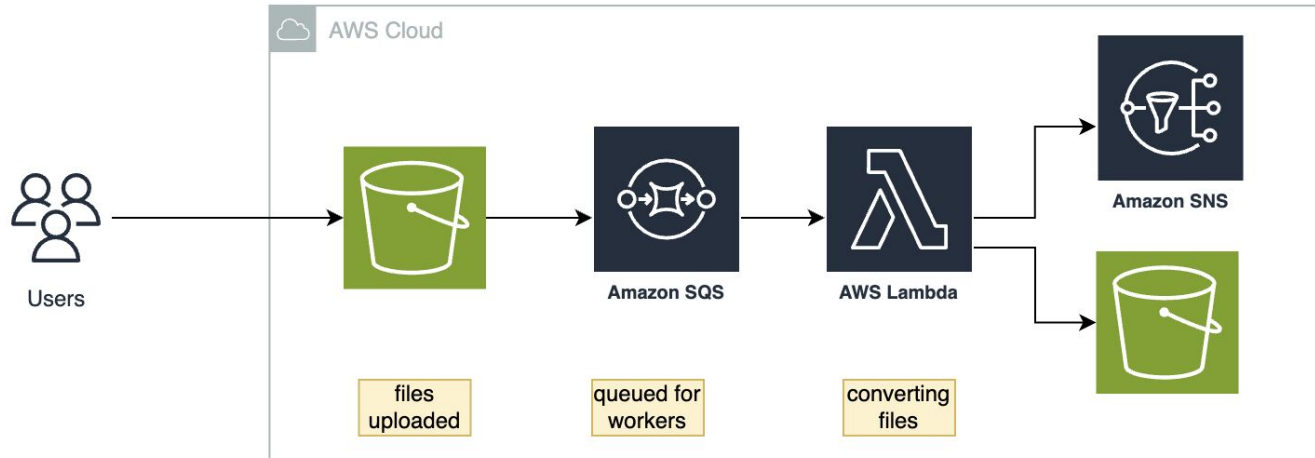 AWS Cloud
Users
Amazon SQS
AWS Lambda
Amazon SNS
files
uploaded
queued for
workers
converting
files